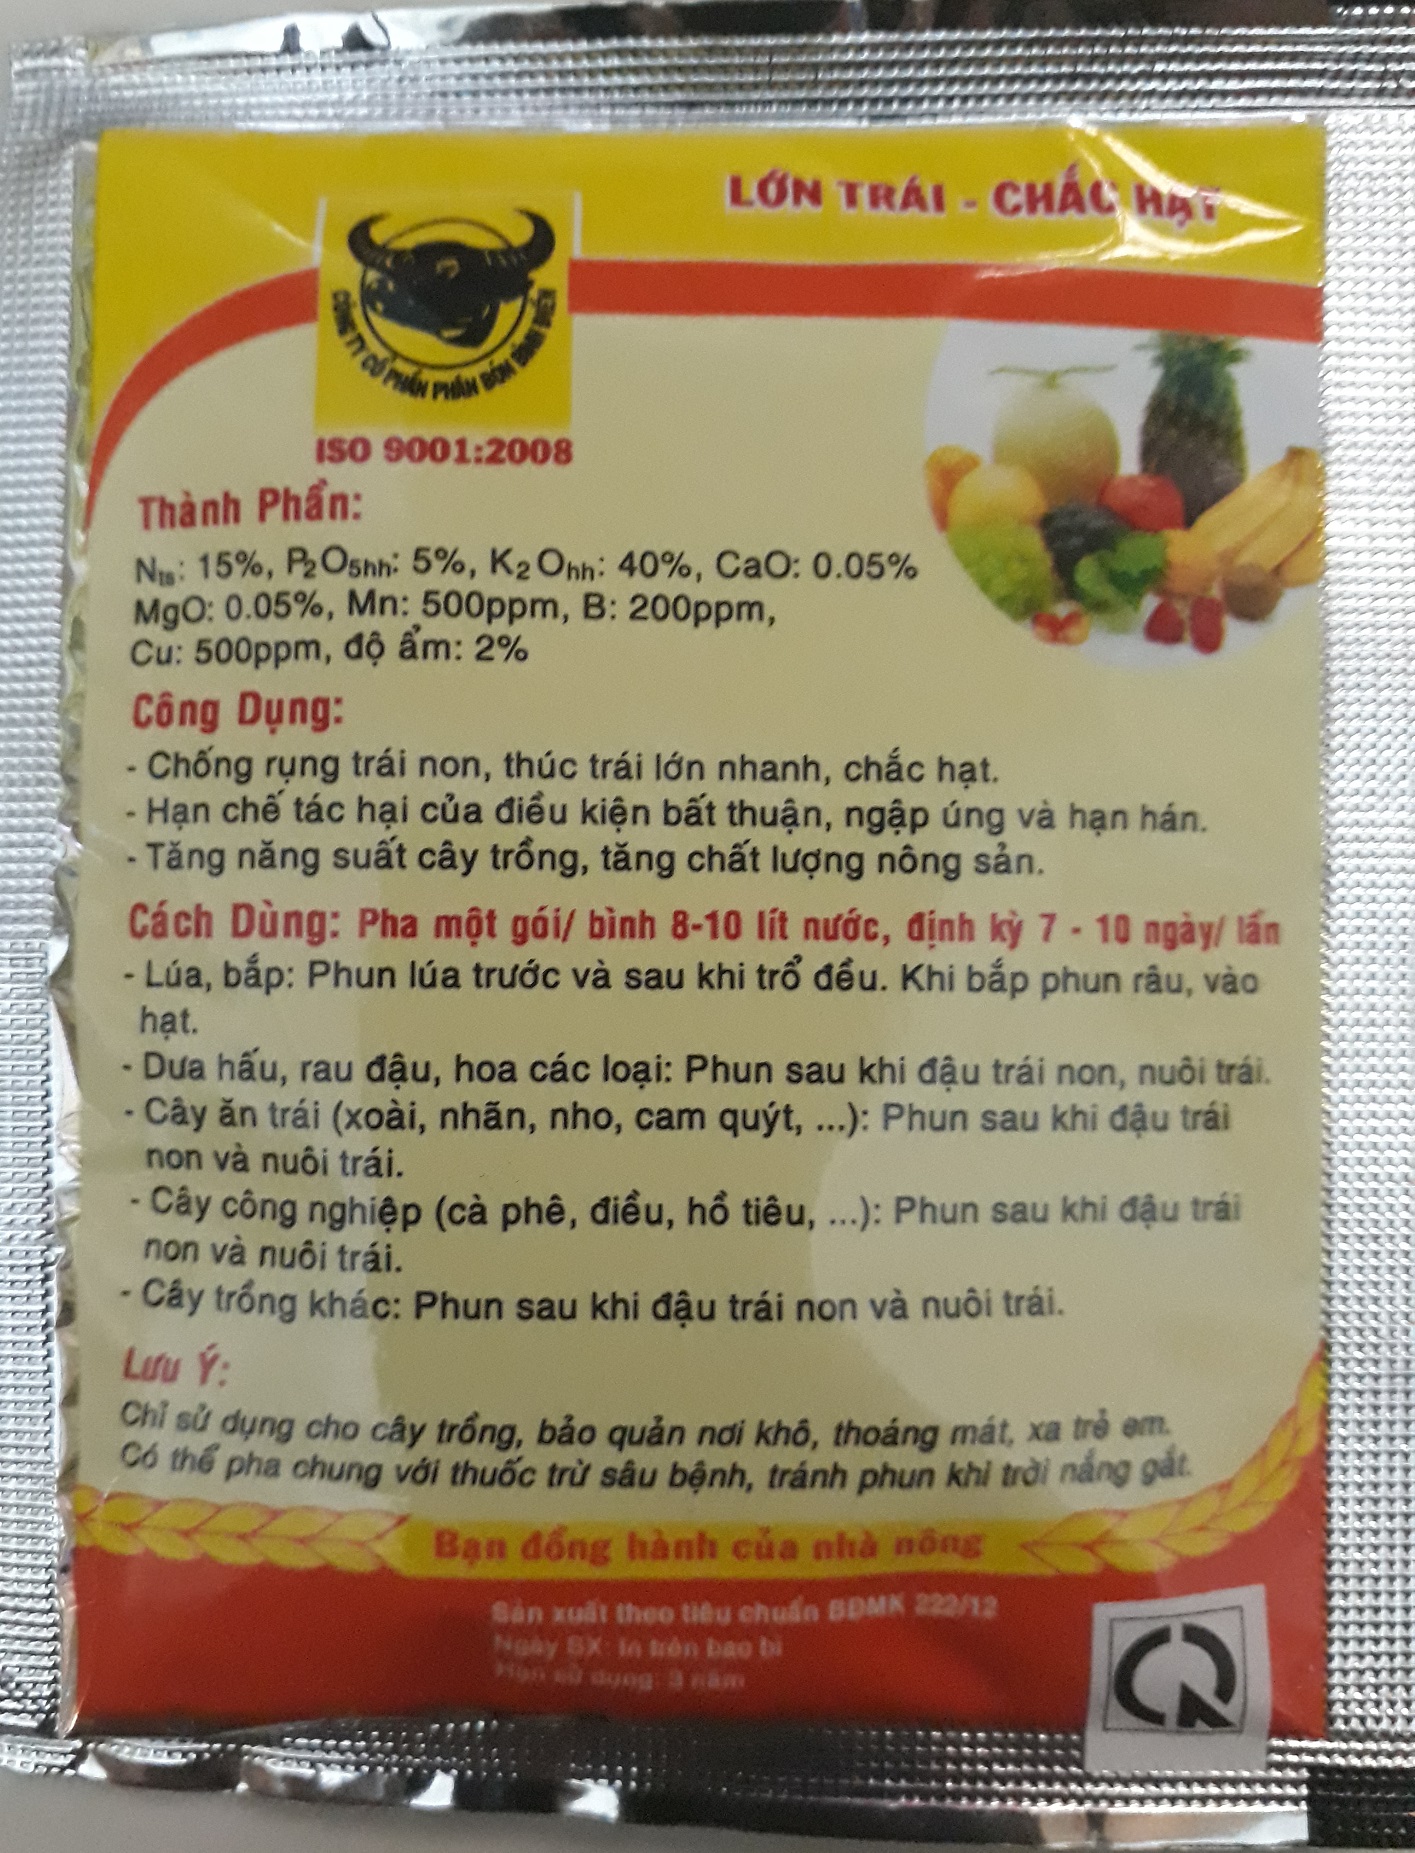 LỚN TRÁI - CHẮC HẠT
CÔNG TY CỔ PHẦN PHÂN BÓN BÌNH ĐIỀN
ISO 9001:2008
Thành Phần:
Nts: 15%, P2O5hh: 5%, K2Ohh: 40%, CaO: 0.05%
MgO: 0.05%, Mn: 500ppm, B: 200ppm,
Cu: 500ppm, độ ẩm: 2%
Công Dụng:
- Chống rụng trái non, thúc trái lớn nhanh, chắc hạt.
- Hạn chế tác hại của điều kiện bất thuận, ngập úng và hạn hán.
- Tăng năng suất cây trồng, tăng chất lượng nông sản.
Cách Dùng: Pha một gói/ bình 8-10 lít nước, định kỳ 7 - 10 ngày/ lần
- Lúa, bắp: Phun lúa trước và sau khi trổ đều. Khi bắp phun râu, vào
hạt.
- Dưa hấu, rau đậu, hoa các loại: Phun sau khi đậu trái non, nuôi trái.
- Cây ăn trái (xoài, nhãn, nho, cam quýt, ...): Phun sau khi đậu trái
non và nuôi trái.
- Cây công nghiệp (cà phê, điều, hồ tiêu, ...): Phun sau khi đậu trái
non và nuôi trái.
- Cây trồng khác: Phun sau khi đậu trái non và nuôi trái.
Lưu Ý:
Chỉ sử dụng cho cây trồng, bảo quản nơi khô, thoáng mát, xa trẻ em.
Có thể pha chung với thuốc trừ sâu bệnh, tránh phun khi trời nắng gắt.
Bạn đồng hành của nhà nông
Sản xuất theo tiêu chuẩn BĐMK 222/12
Ngày SX: In trên bao bì
Hạn sử dụng: 3 năm